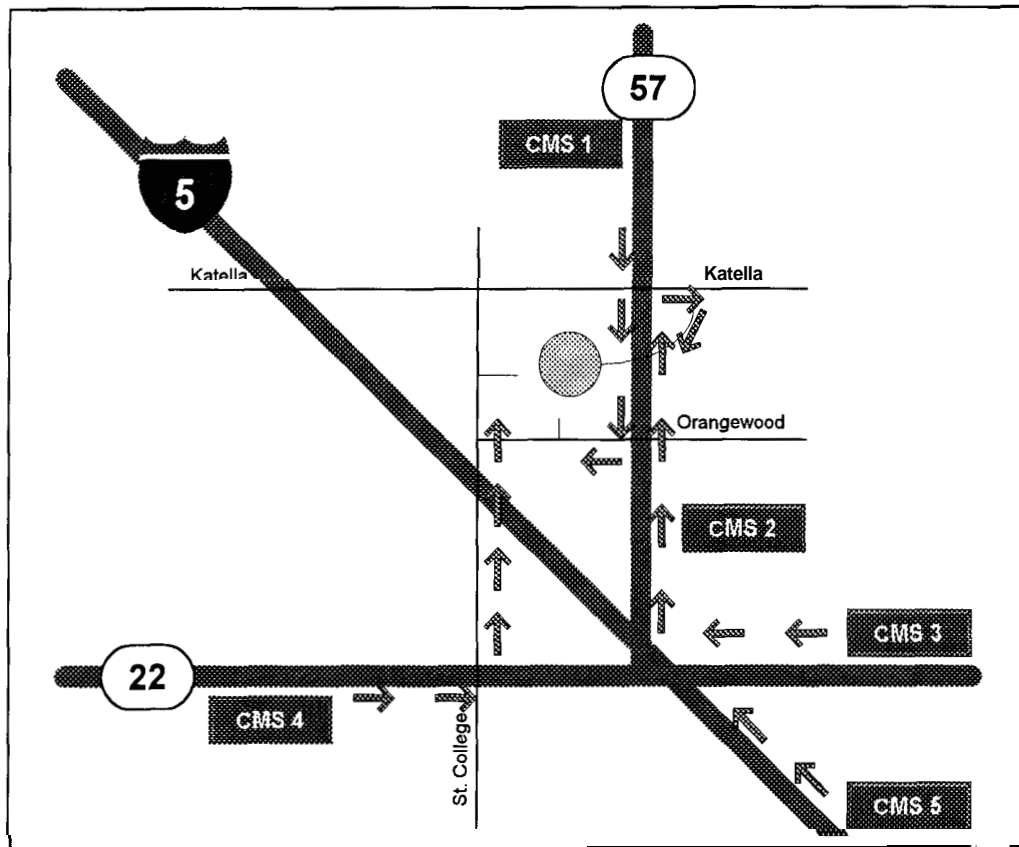 57
CMS 1
5
Katella
Katella
Orangewood
CMS 2
CMS 3
22
CMS 4
St. College
CMS 5